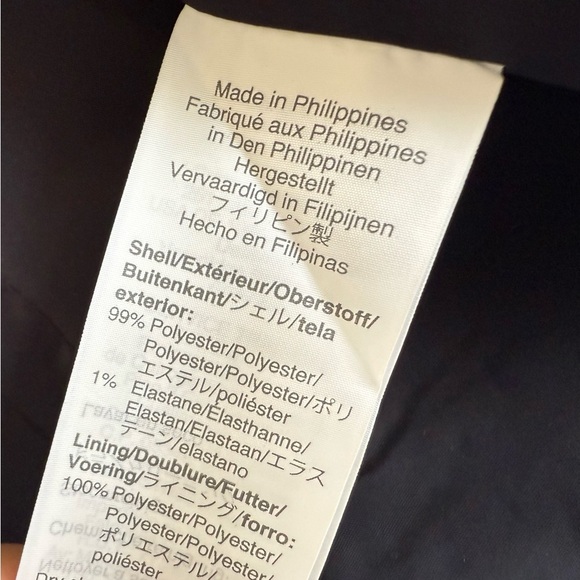 Made in Philippines
Fabriqué aux Philippines
in Den Philippinen
Hergestellt
Vervaardigd in Filipijnen
フィリピン製
Hecho en Filipinas
Shell/Extérieur/Oberstoff/
Buitenkant/シェル/tela
exterior:
99% Polyester/Polyester/
Polyester/Polyester/ポリ
エステル/poliéster
1% Elastane/Élasthanne/
Elastan/Elastaan/エラス
テーン/elastano
Lining/Doublure/Futter/
Voering/ライニング/forro:
100% Polyester/Polyester/
Polyester/Polyester/
ポリエステル/
poliéster